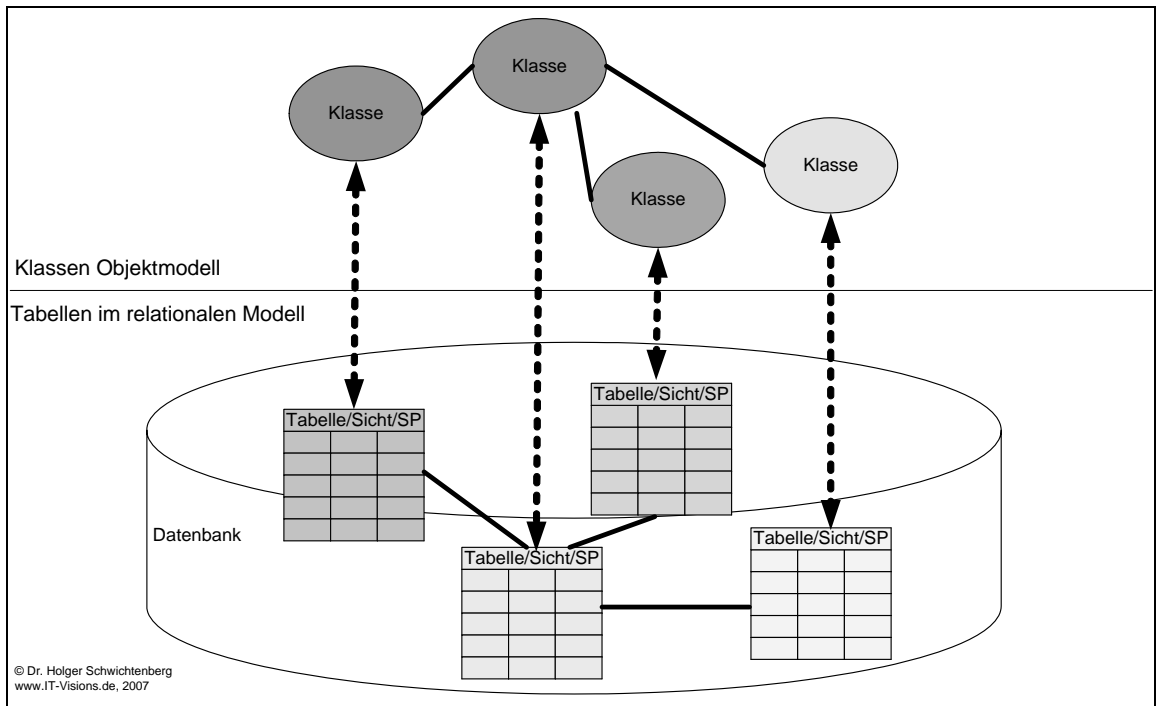 Klasse
Klasse
Klasse
Klasse
Klassen Objektmodell
Tabellen im relationalen Modell
Tabelle/Sicht/SP
Tabelle/Sicht/SP
Datenbank
Tabelle/Sicht/SP
Tabelle/Sicht/SP
© Dr. Holger Schwichtenberg
www.IT-Visions.de, 2007